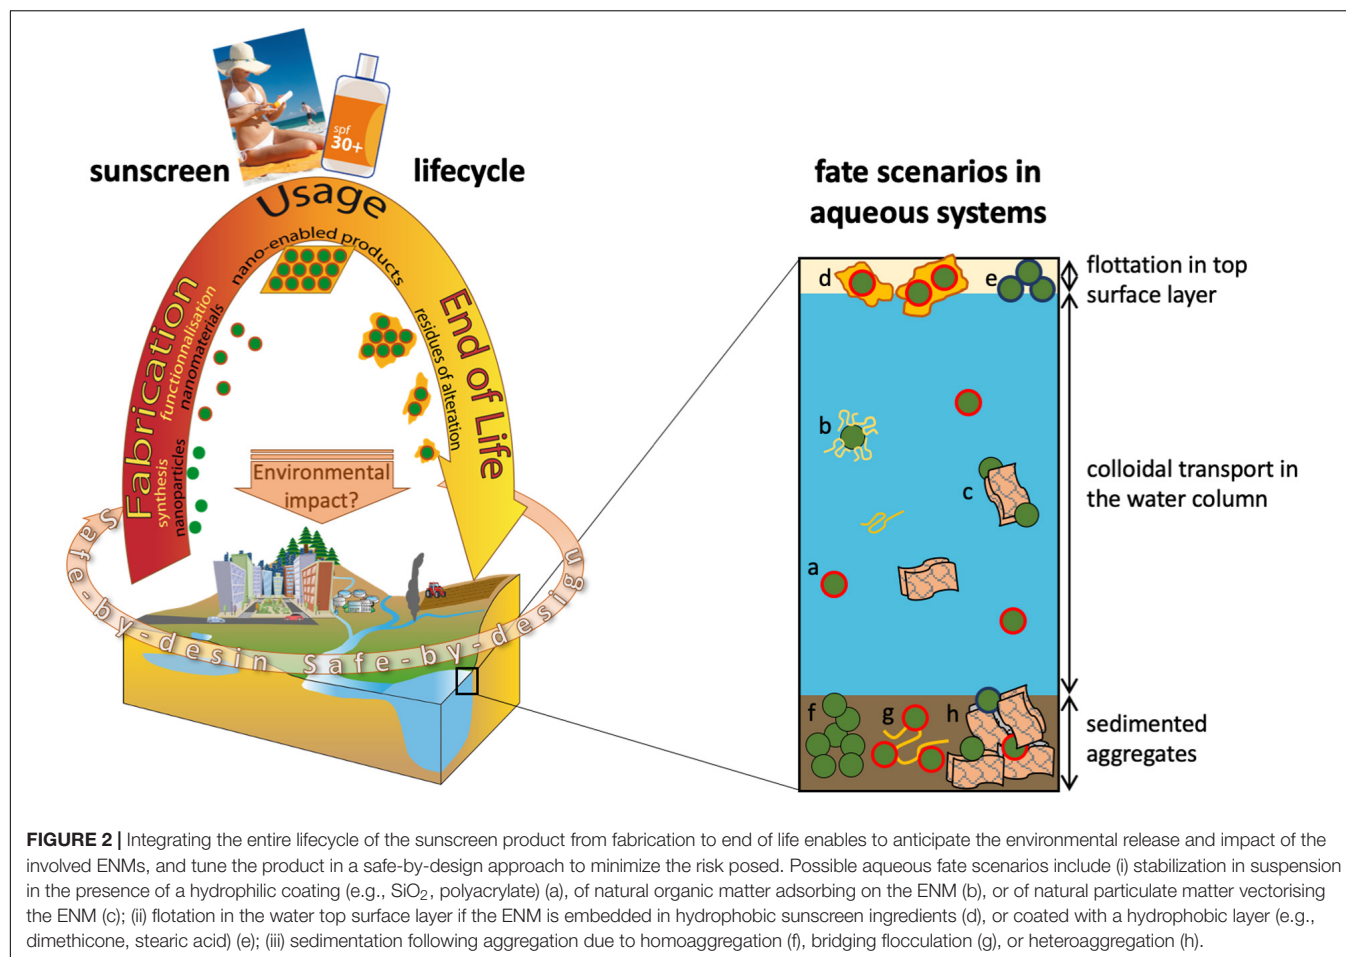 sunscreen
lifecycle
spf
30+
Usage
nano-enabled products
Fabrication
synthesis functionnalisation
nanoparticles nanomaterials
End of Life
residues of alteration
Environmental
impact?
Safe-by-desin Safe-by-desisug
fate scenarios in
aqueous systems
d
e
flottation in top
surface layer
b
c
a
colloidal transport in
the water column
f
g
h
sedimented
aggregates
FIGURE 2 | Integrating the entire lifecycle of the sunscreen product from fabrication to end of life enables to anticipate the environmental release and impact of the
involved ENMs, and tune the product in a safe-by-design approach to minimize the risk posed. Possible aqueous fate scenarios include (i) stabilization in suspension
in the presence of a hydrophilic coating (e.g., SiO₂, polyacrylate) (a), of natural organic matter adsorbing on the ENM (b), or of natural particulate matter vectorising
the ENM (c); (ii) flotation in the water top surface layer if the ENM is embedded in hydrophobic sunscreen ingredients (d), or coated with a hydrophobic layer (e.g.,
dimethicone, stearic acid) (e); (iii) sedimentation following aggregation due to homoaggregation (f), bridging flocculation (g), or heteroaggregation (h).